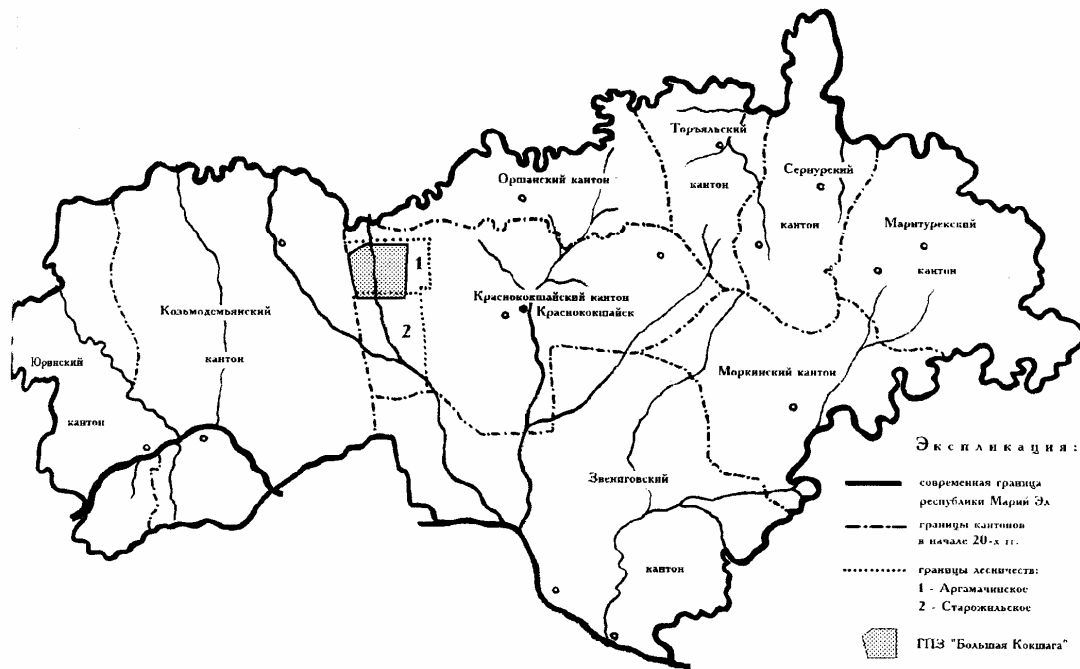 Торъяльский
кантон
Сернурский
кантон
Оршанский кантон
Маритурекский
кантон
1
Краснококшайский кантон
Краснококшайск
Козьмодемьянский
кантон
2
Юринский
кантон
Моркинский кантон
Звениговский
кантон
Экспликация:
современная граница
республики Марий Эл
границы кантонов
в начале 20-х гг.
границы лесничеств:
1 - Аргамачинское
2 - Старожильское
ГПЗ "Большая Кокшага"